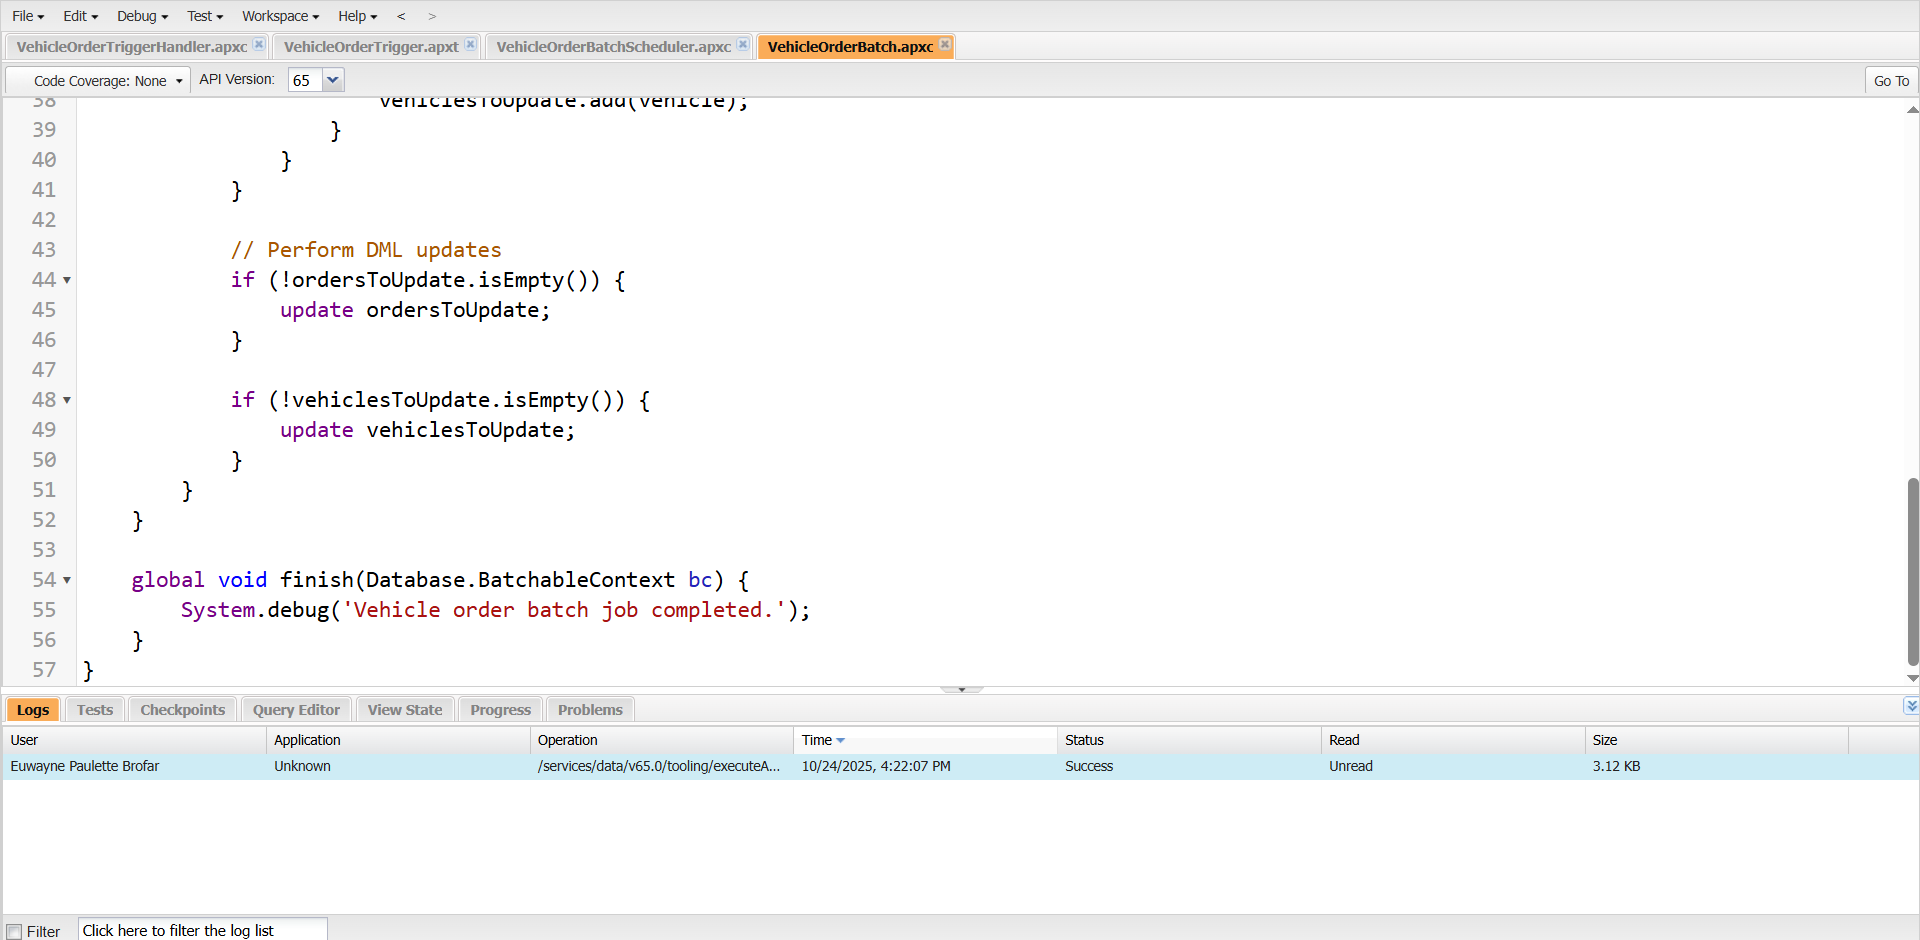 File Edit Debug Test Workspace Help < >
VehicleOrderTriggerHandler.apxc VehicleOrderTrigger.apxt VehicleOrderBatchScheduler.apxc VehicleOrderBatch.apxc
Code Coverage: None API Version: 65 Go To
38 vehiclesToUpdate.add(vehicle);
39 }
40 }
41 }
42
43 // Perform DML updates
44 if (!ordersToUpdate.isEmpty()) {
45 update ordersToUpdate;
46 }
47
48 if (!vehiclesToUpdate.isEmpty()) {
49 update vehiclesToUpdate;
50 }
51 }
52 }
53
54 global void finish(Database.BatchableContext bc) {
55 System.debug('Vehicle order batch job completed.');
56 }
57 }
Logs Tests Checkpoints Query Editor View State Progress Problems
User Application Operation Time Status Read Size
Euwayne Paulette Brofar Unknown /services/data/v65.0/tooling/executeA... 10/24/2025, 4:22:07 PM Success Unread 3.12 KB
Filter Click here to filter the log list